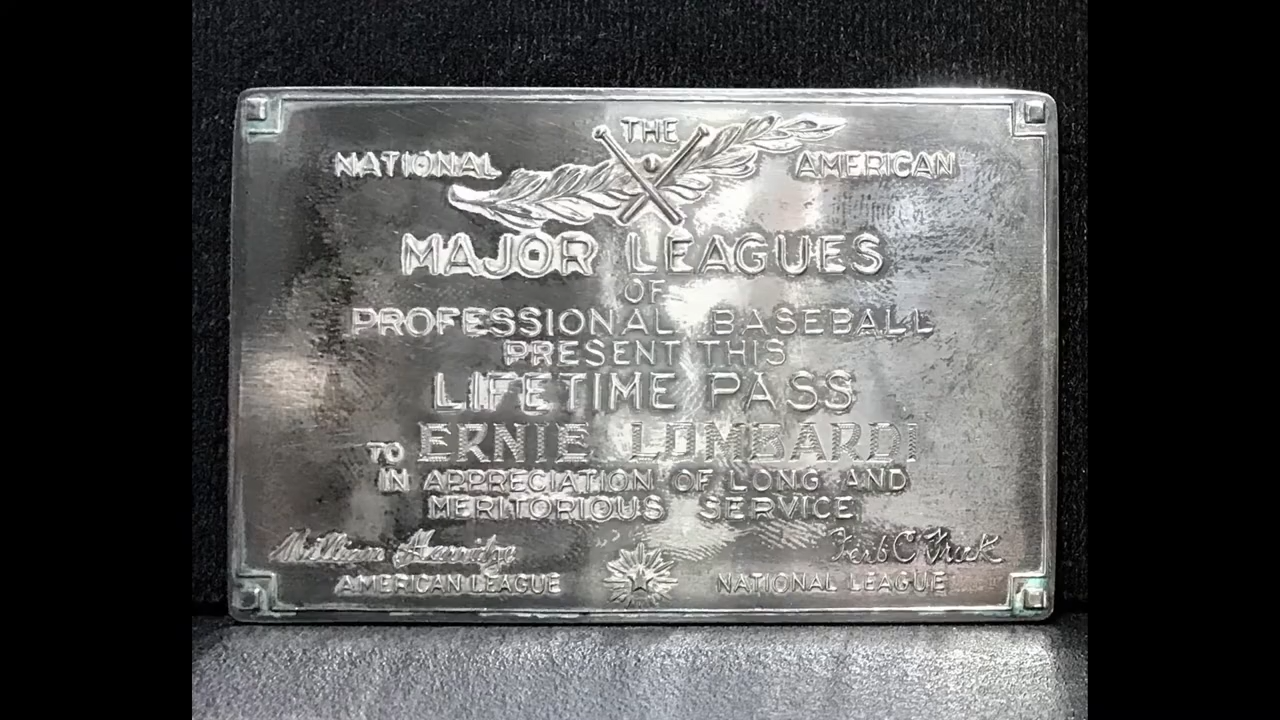 THE
NATIONAL AMERICAN
MAJOR LEAGUES
OF
PROFESSIONAL BASEBALL
PRESENT THIS
LIFETIME PASS
TO ERNIE LOMBARDI
IN APPRECIATION OF LONG AND
MERITORIOUS SERVICE
William Harridge Ford C Frick
AMERICAN LEAGUE NATIONAL LEAGUE